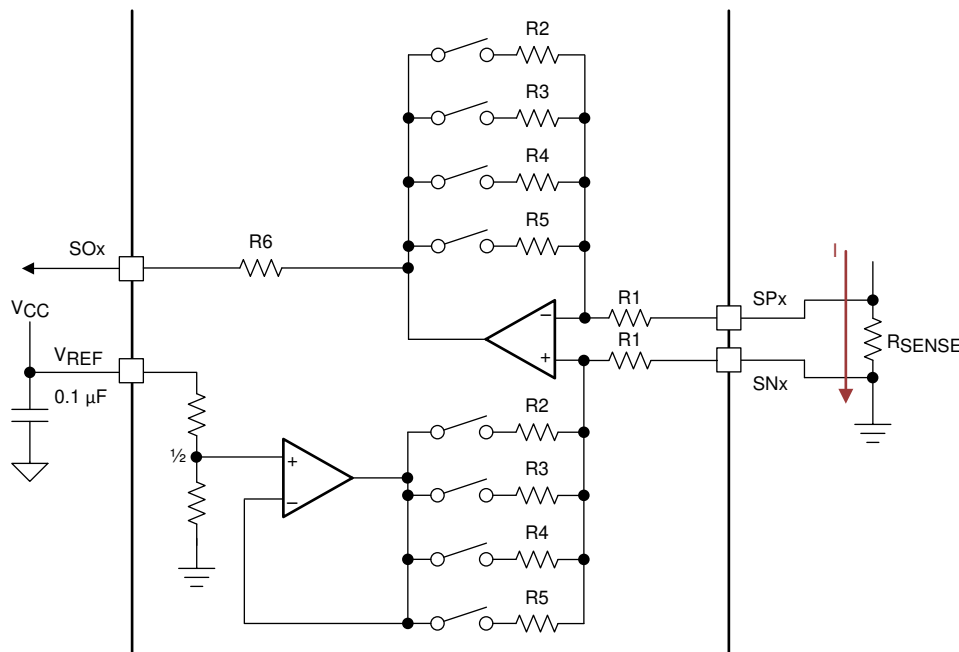 R2
R3
R4
R5
SOx
R6
I
R1
SPx
VCC
–
R1
RSENSE
VREF
+
SNx
0.1 µF
R2
½
+
R3
–
R4
R5